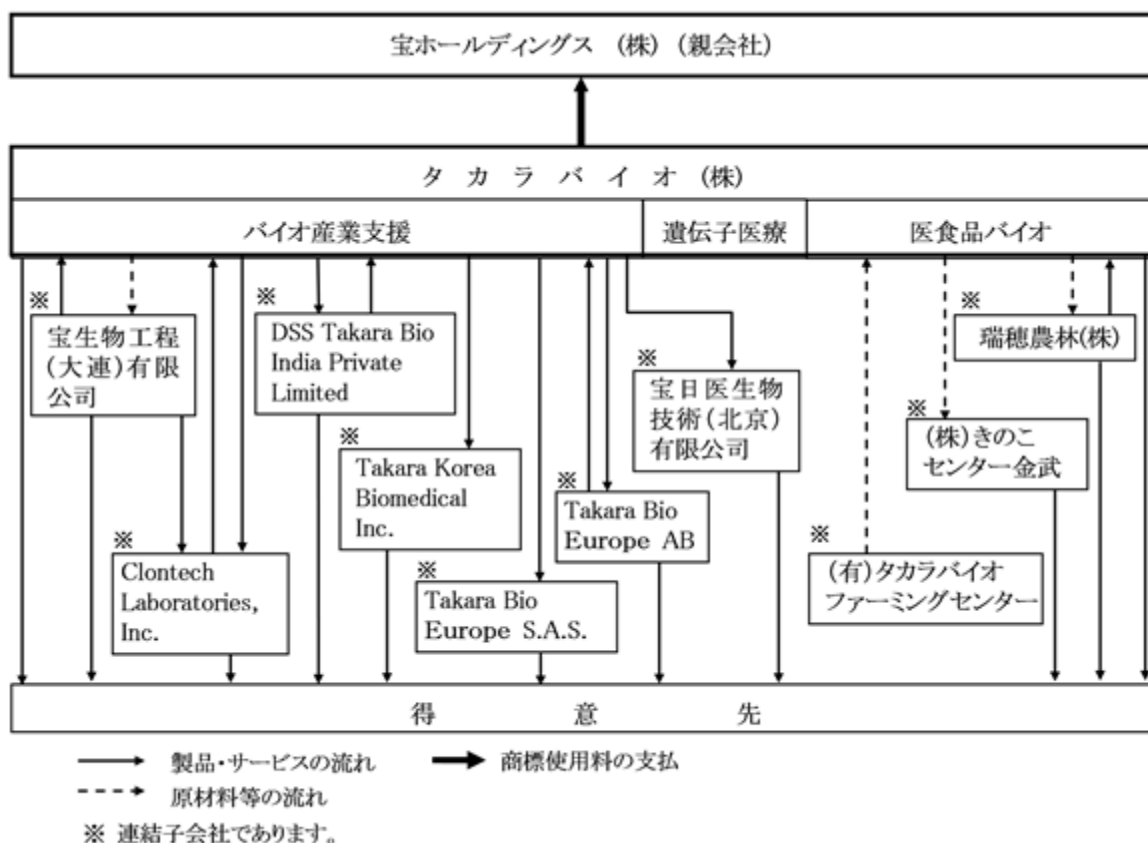 宝ホールディングス (株) (親会社)
タ カ ラ バ イ オ (株)
バイオ産業支援
遺伝子医療
医食品バイオ
※
宝生物工程
(大連)有限
公司
※
DSS Takara Bio
India Private
Limited
※
瑞穂農林(株)
※
宝日医生物
技術(北京)
有限公司
※
(株)きのこ
センター金武
※
Takara Korea
Biomedical
Inc.
※
Takara Bio
Europe AB
※
Clontech
Laboratories,
Inc.
※
(有)タカラバイオ
ファーミングセンター
※
Takara Bio
Europe S.A.S.
得 意 先
製品・サービスの流れ
商標使用料の支払
原材料等の流れ
※ 連結子会社であります。